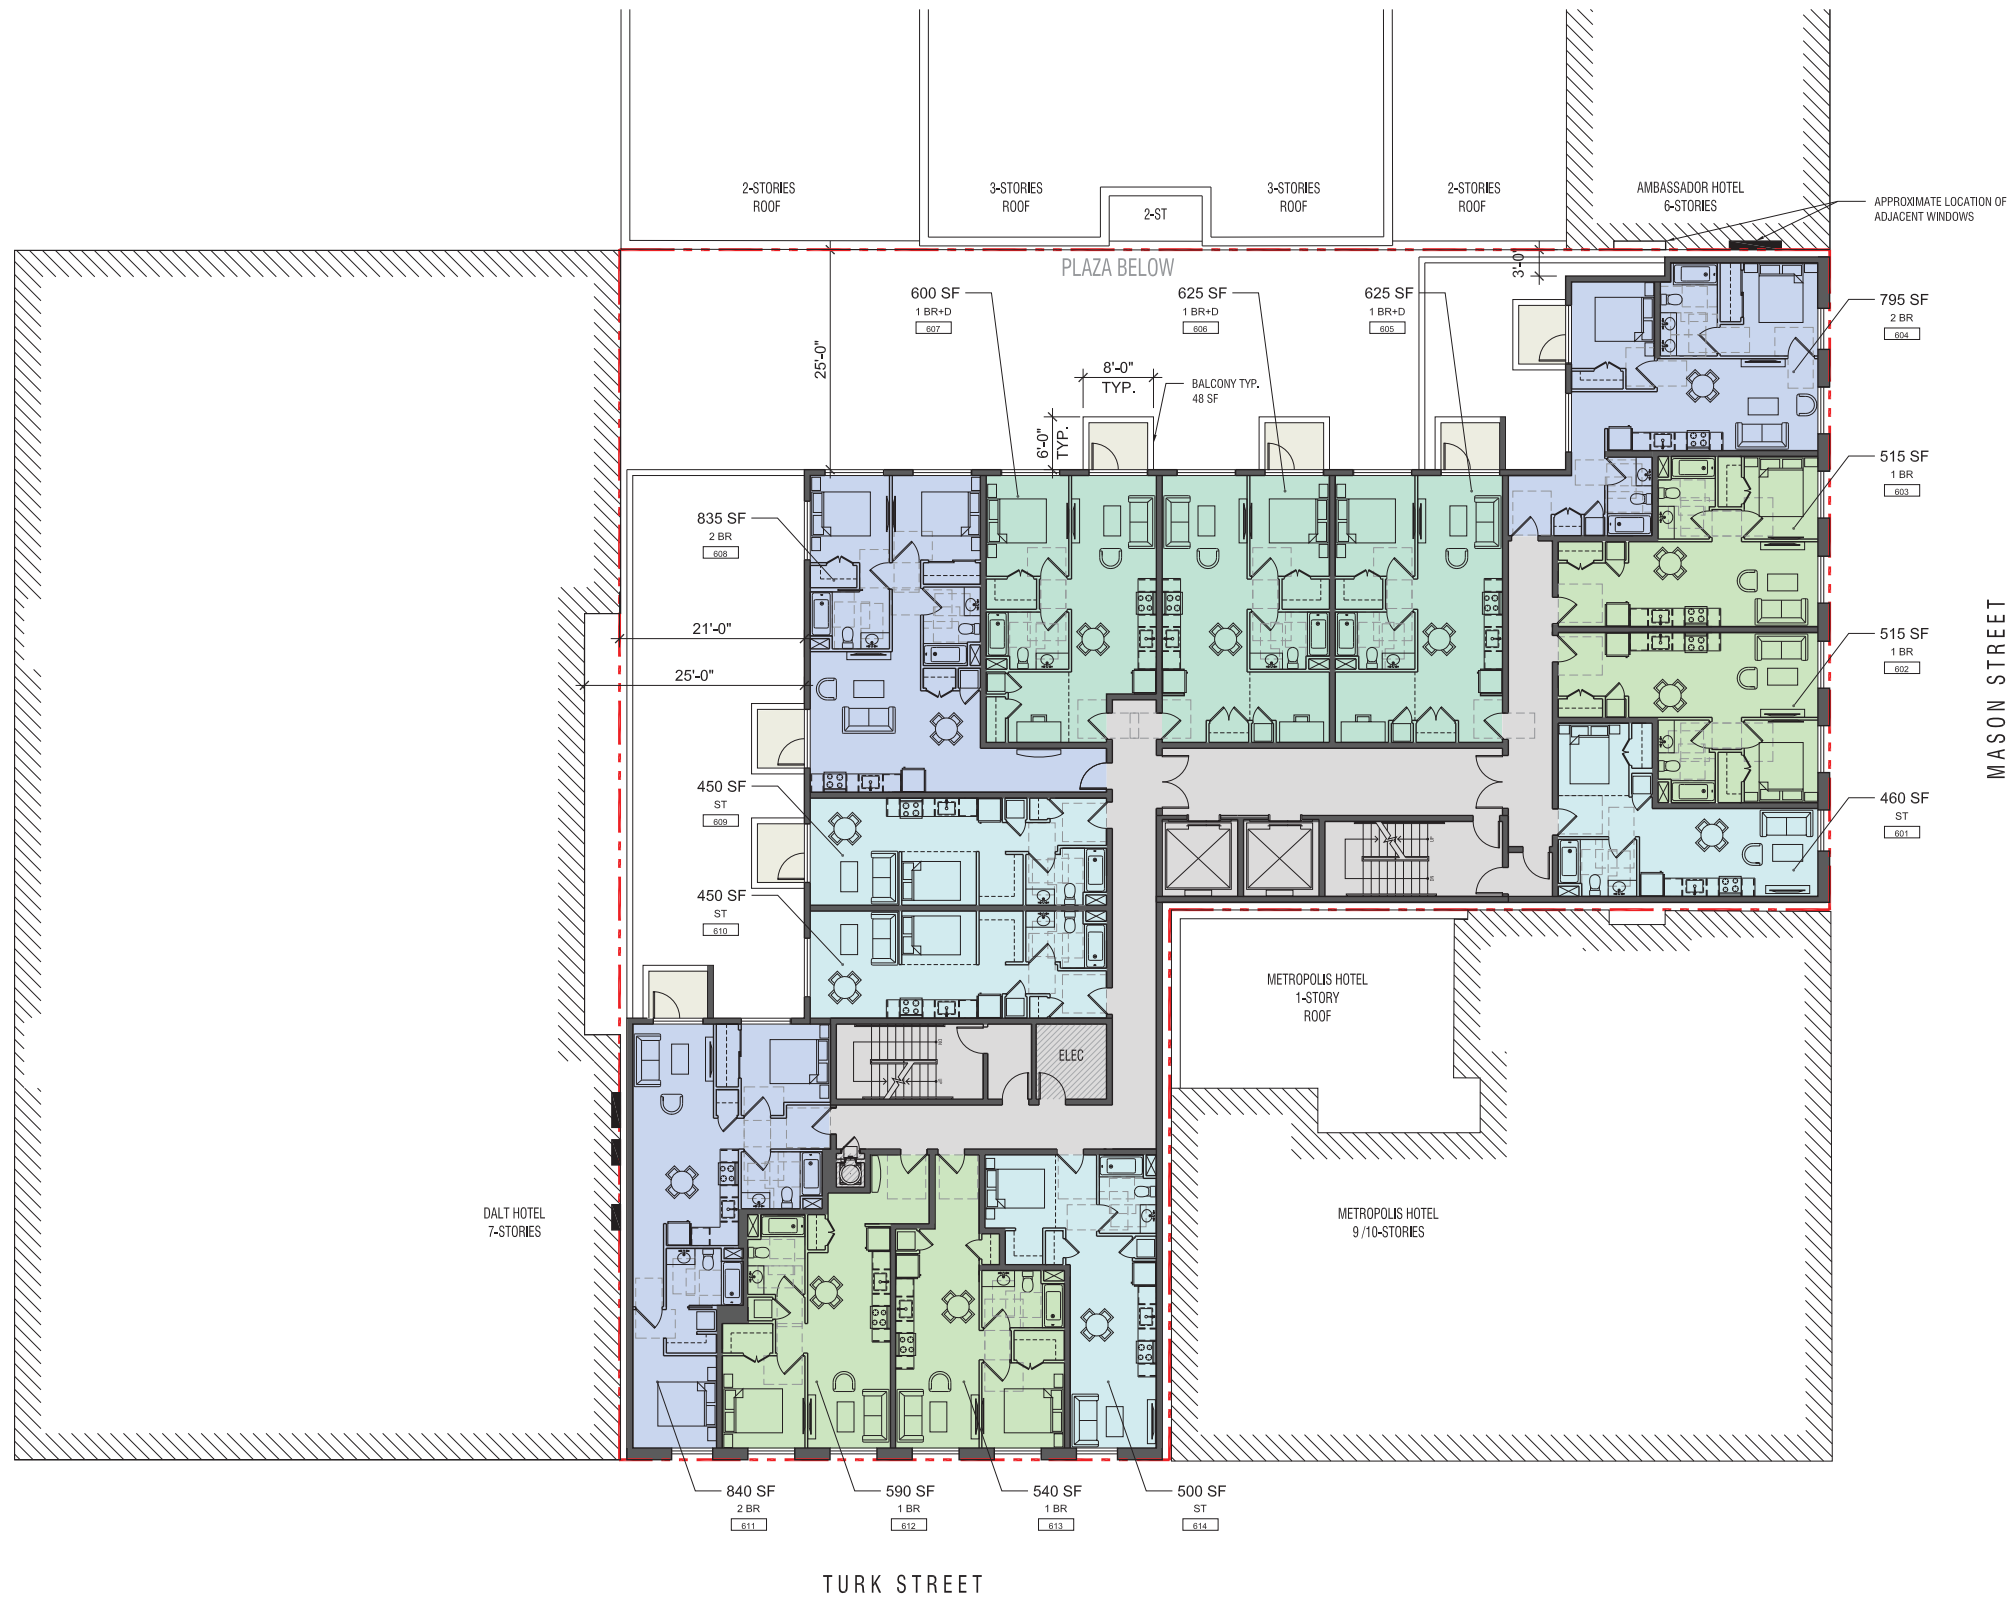 2-STORIES
ROOF
3-STORIES
ROOF
2-ST
3-STORIES
ROOF
2-STORIES
ROOF
AMBASSADOR HOTEL
6-STORIES
APPROXIMATE LOCATION OF
ADJACENT WINDOWS
PLAZA BELOW
3'-0"
25'-0"
600 SF
1 BR+D
607
625 SF
1 BR+D
606
625 SF
1 BR+D
605
795 SF
2 BR
604
8'-0"
TYP.
BALCONY TYP.
48 SF
6'-0"
TYP.
515 SF
1 BR
603
835 SF
2 BR
608
21'-0"
25'-0"
515 SF
1 BR
602
MASON STREET
450 SF
ST
609
460 SF
ST
601
450 SF
ST
610
METROPOLIS HOTEL
1-STORY
ROOF
ELEC
DALT HOTEL
7-STORIES
METROPOLIS HOTEL
9 /10-STORIES
840 SF
2 BR
611
590 SF
1 BR
612
540 SF
1 BR
613
500 SF
ST
614
TURK STREET